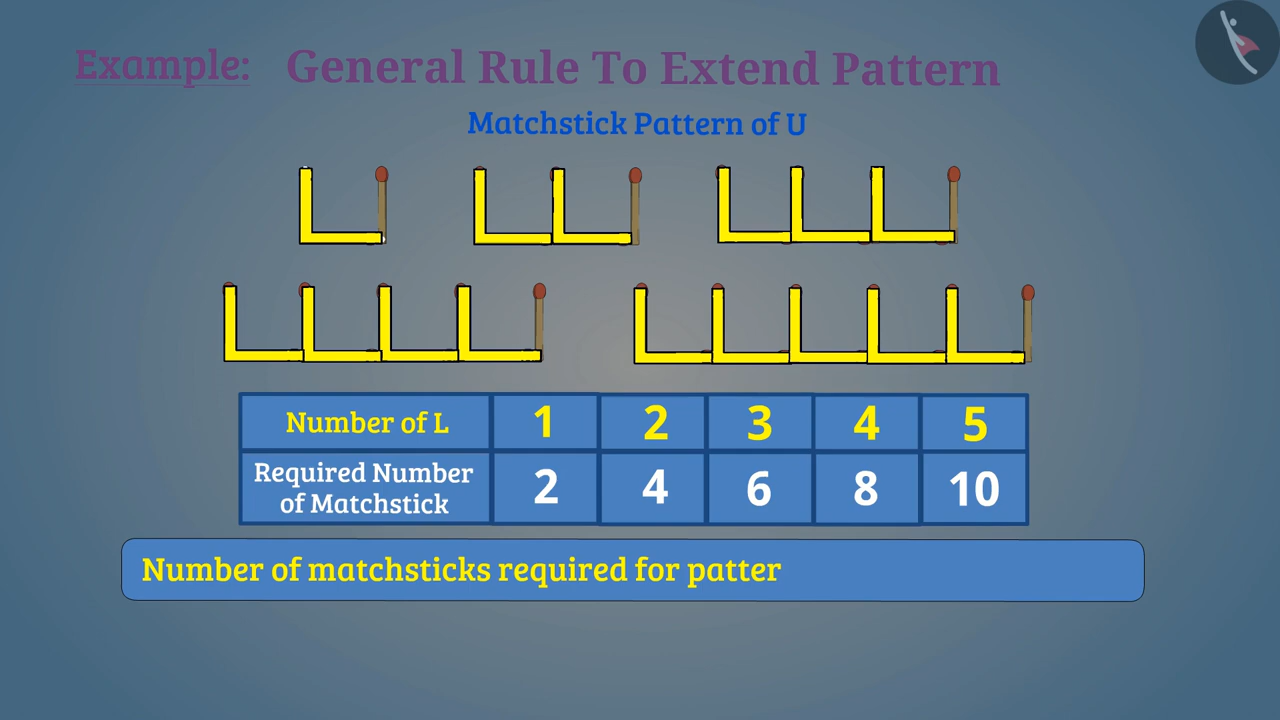 Example: General Rule To Extend Pattern
Matchstick Pattern of U
Number of L 1 2 3 4 5
Required Number
of Matchstick 2 4 6 8 10
Number of matchsticks required for patter